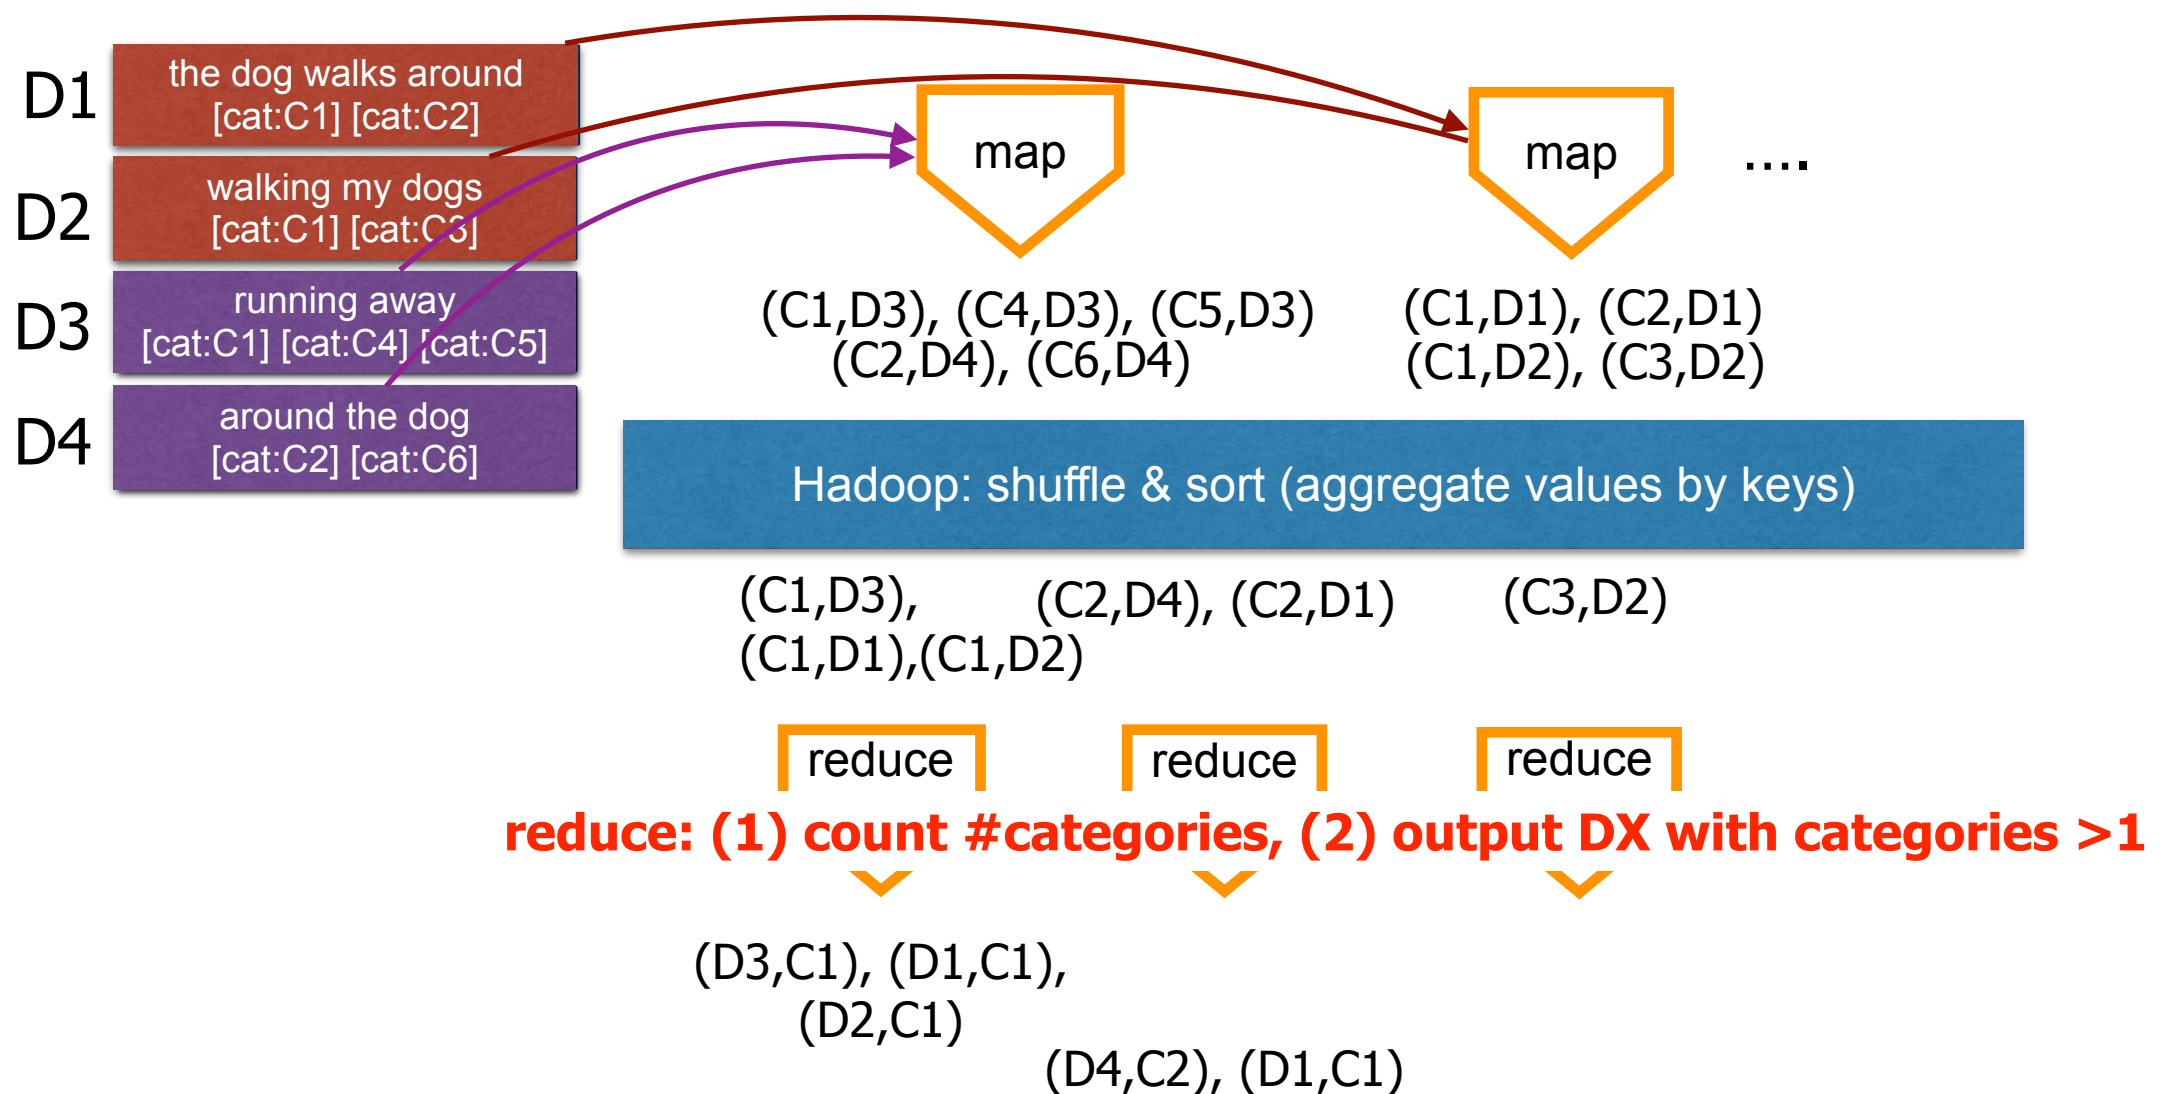 D1
the dog walks around
[cat:C1] [cat:C2]
D2
walking my dogs
[cat:C1] [cat:C3]
D3
running away
[cat:C1] [cat:C4] [cat:C5]
D4
around the dog
[cat:C2] [cat:C6]
map
map
....
(C1,D3), (C4,D3), (C5,D3)
(C2,D4), (C6,D4)
(C1,D1), (C2,D1)
(C1,D2), (C3,D2)
Hadoop: shuffle & sort (aggregate values by keys)
(C1,D3),
(C1,D1),(C1,D2)
(C2,D4), (C2,D1)
(C3,D2)
reduce
reduce
reduce
reduce: (1) count #categories, (2) output DX with categories >1
(D3,C1), (D1,C1),
(D2,C1)
(D4,C2), (D1,C1)